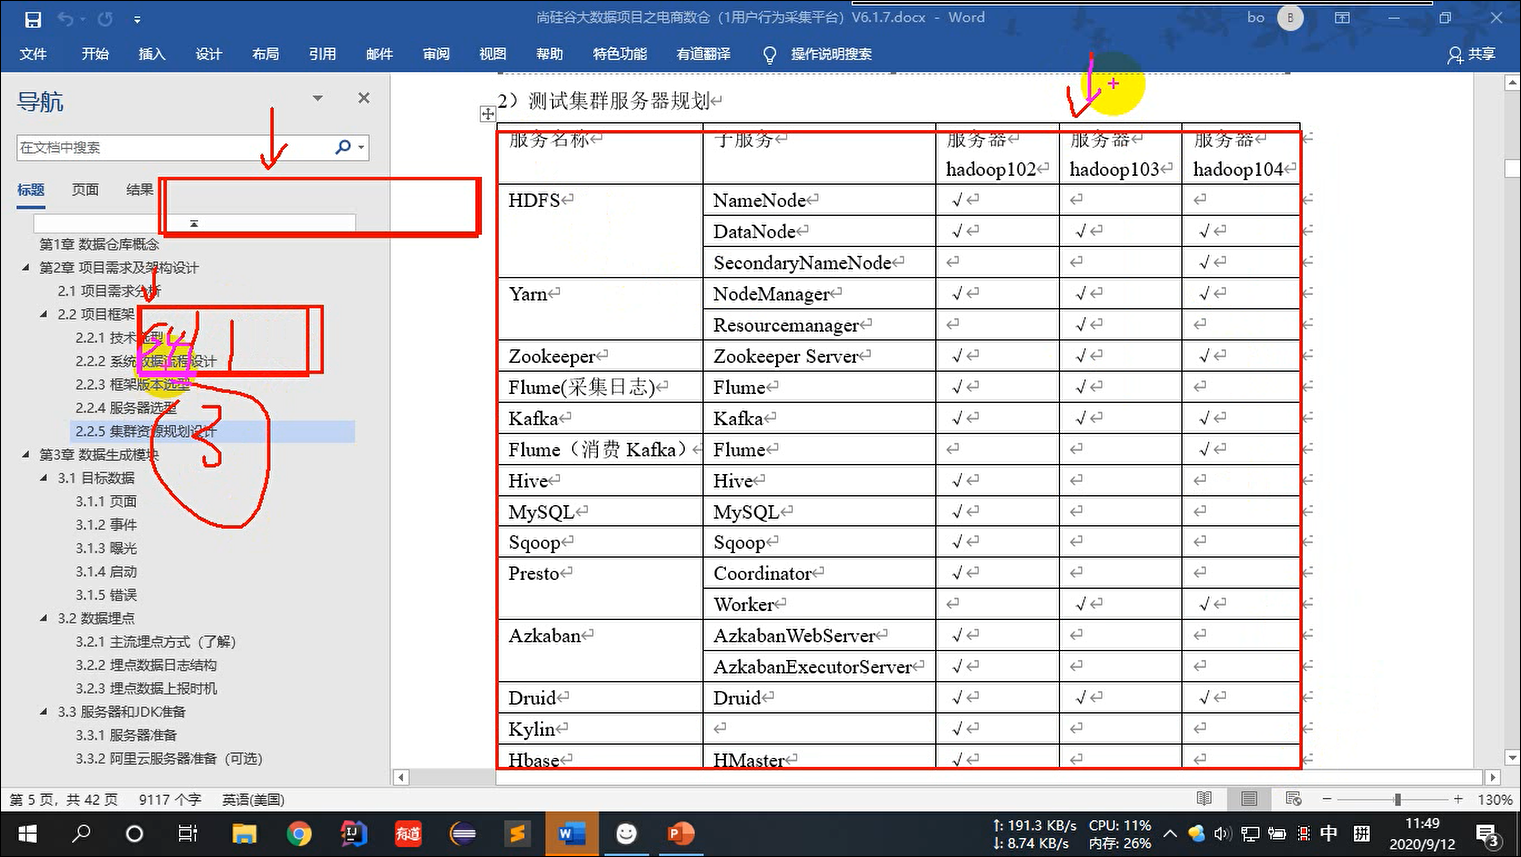 尚硅谷大数据项目之电商数仓（1用户行为采集平台）V6.1.7.docx - Word
bo B
文件 开始 插入 设计 布局 引用 邮件 审阅 视图 帮助 特色功能 有道翻译 操作说明搜索 共享
导航
在文档中搜索
标题 页面 结果
第1章 数据仓库概念
第2章 项目需求及架构设计
2.1 项目需求分析
2.2 项目框架
2.2.1 技术选型
2.2.2 系统数据流程设计
2.2.3 框架版本选型
2.2.4 服务器选型
2.2.5 集群资源规划设计
第3章 数据生成模块
3.1 目标数据
3.1.1 页面
3.1.2 事件
3.1.3 曝光
3.1.4 启动
3.1.5 错误
3.2 数据埋点
3.2.1 主流埋点方式（了解）
3.2.2 埋点数据日志结构
3.2.3 埋点数据上报时机
3.3 服务器和JDK准备
3.3.1 服务器准备
3.3.2 阿里云服务器准备（可选）
3
2）测试集群服务器规划
服务名称 子服务 服务器 hadoop102 服务器 hadoop103 服务器 hadoop104
HDFS NameNode √
DataNode √ √ √
SecondaryNameNode √
Yarn NodeManager √ √ √
Resourcemanager √
Zookeeper Zookeeper Server √ √ √
Flume(采集日志) Flume √ √
Kafka Kafka √ √ √
Flume（消费 Kafka） Flume √
Hive Hive √
MySQL MySQL √
Sqoop Sqoop √
Presto Coordinator √
Worker √ √
Azkaban AzkabanWebServer √
AzkabanExecutorServer √
Druid Druid √ √ √
Kylin √
Hbase HMaster √
第 5 页，共 42 页 9117 个字 英语(美国) 130%
有道
↑: 191.3 KB/s CPU: 11%
↓: 8.74 KB/s 内存: 26%
中 拼
11:49
2020/9/12
3